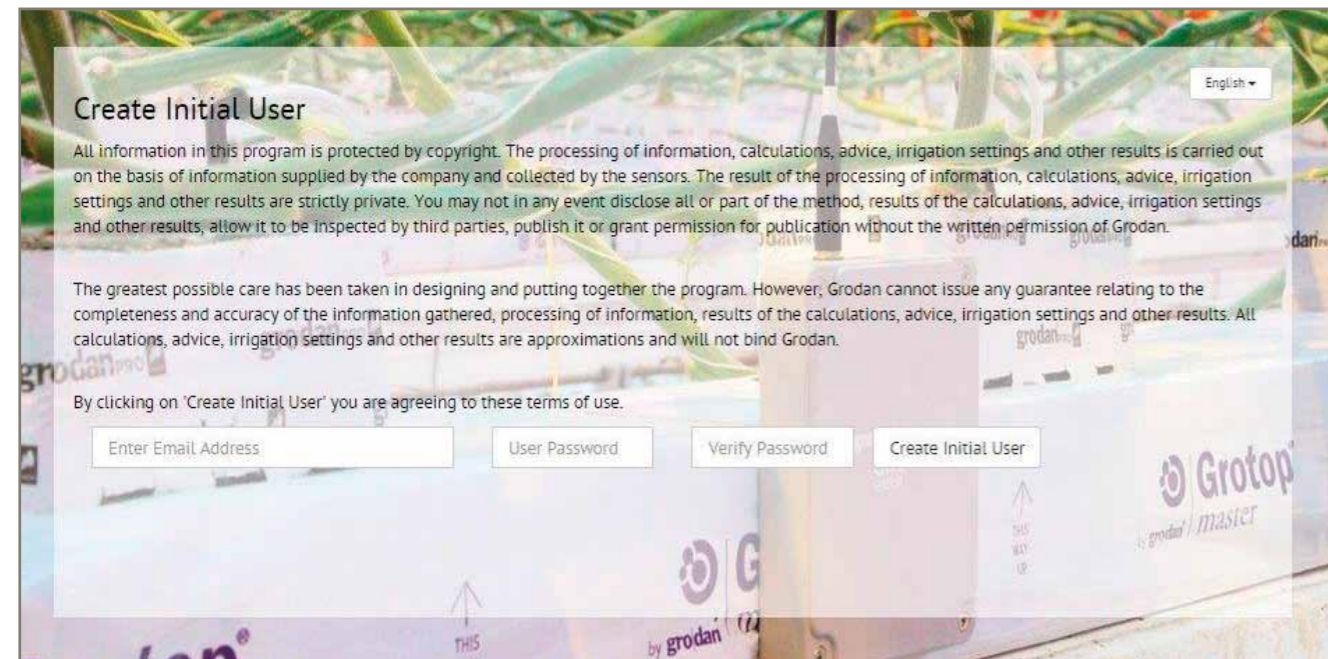 English
Create Initial User
All information in this program is protected by copyright. The processing of information, calculations, advice, irrigation settings and other results is carried out
on the basis of information supplied by the company and collected by the sensors. The result of the processing of information, calculations, advice, irrigation
settings and other results are strictly private. You may not in any event disclose all or part of the method, results of the calculations, advice, irrigation settings
and other results, allow it to be inspected by third parties, publish it or grant permission for publication without the written permission of Grodan.
The greatest possible care has been taken in designing and putting together the program. However, Grodan cannot issue any guarantee relating to the
completeness and accuracy of the information gathered, processing of information, results of the calculations, advice, irrigation settings and other results. All
calculations, advice, irrigation settings and other results are approximations and will not bind Grodan.
By clicking on 'Create Initial User' you are agreeing to these terms of use.
Enter Email Address
User Password
Verify Password
Create Initial User
grodan PRO
grodan
Grotop
by grodan master
THIS
WAY
UP
THIS
by grodan